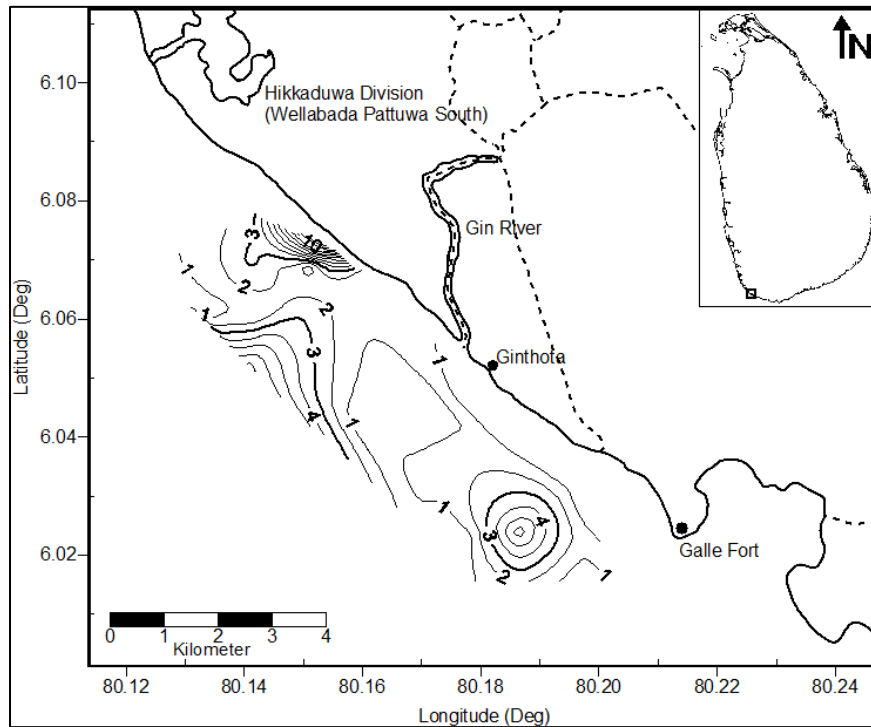 N
6.10
Hikkaduwa Division
(Wellabada Pattuwa South)
6.08
Gin River
3
10
1
2
6.06
1
2
3
Latitude (Deg)
1
Ginthota
4
1
6.04
1
4
3
6.02
Galle Fort
2
1
0 1 2 3 4
Kilometer
80.12 80.14 80.16 80.18 80.20 80.22 80.24
Longitude (Deg)